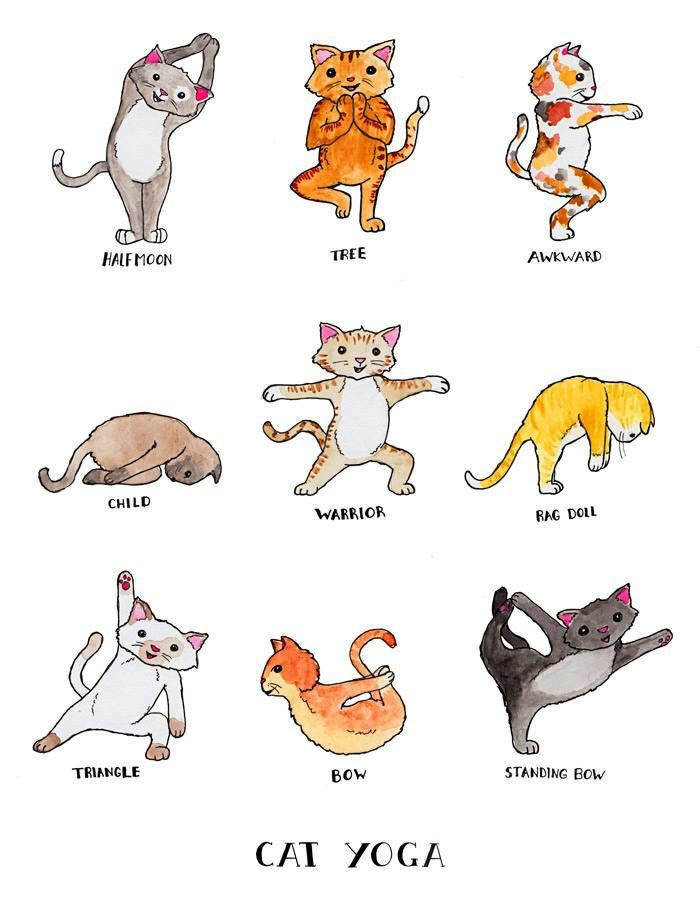 HALFMOON
TREE
AWKWARD
CHILD
WARRIOR
RAG DOLL
TRIANGLE
BOW
STANDING BOW
CAT YOGA